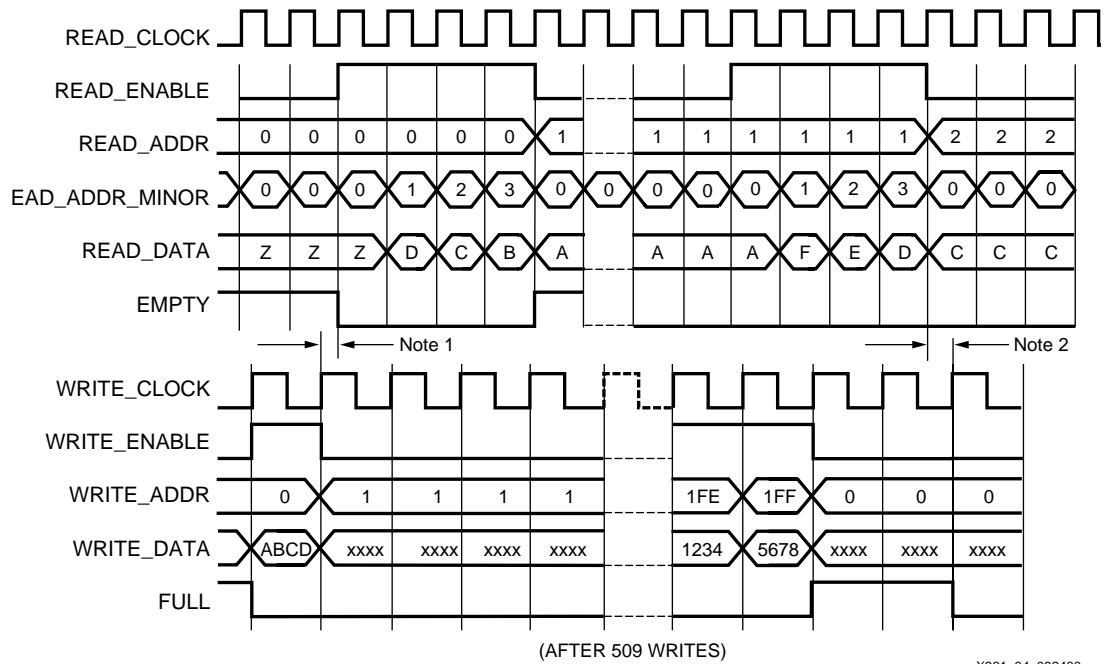 READ_CLOCK
READ_ENABLE
READ_ADDR 0 0 0 0 0 0 1 1 1 1 1 1 1 2 2 2
EAD_ADDR_MINOR 0 0 0 1 2 3 0 0 0 0 0 1 2 3 0 0 0
READ_DATA Z Z Z D C B A A A A F E D C C C
EMPTY
Note 1 Note 2
WRITE_CLOCK
WRITE_ENABLE
WRITE_ADDR 0 1 1 1 1 1FE 1FF 0 0 0
WRITE_DATA ABCD xxxx xxxx xxxx xxxx 1234 5678 xxxx xxxx xxxx
FULL
(AFTER 509 WRITES)